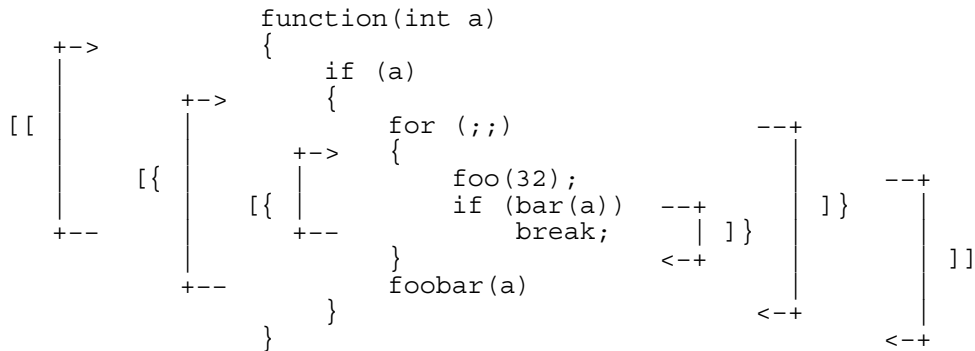 function(int a)
   +->              {
   |                     if (a)
   |         +->         {
[[ |         |                for (;;)                     --+
   |         |       +->      {                              |
   |      [{ |       |            foo(32);                   |       --+
   |         |    [{ |            if (bar(a))      --+       | ]}      |
   +--       |       +--               break;        | ]}    |         |
             |                }                    <-+       |         | ]]
             +--              foobar(a)                      |         |
                         }                                 <-+         |
                    }                                                <-+